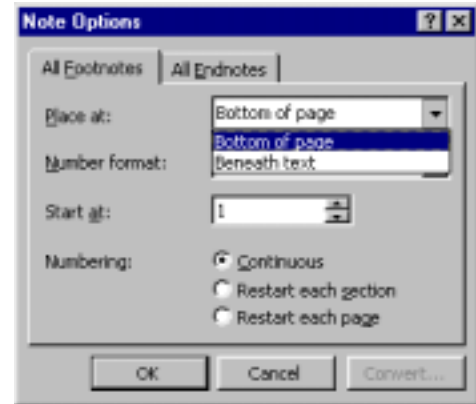 Note Options
All Footnotes All Endnotes
Place at: Bottom of page
Bottom of page
Number format: Beneath text
Start at: 1
Numbering: Continuous
Restart each section
Restart each page
OK Cancel Convert...